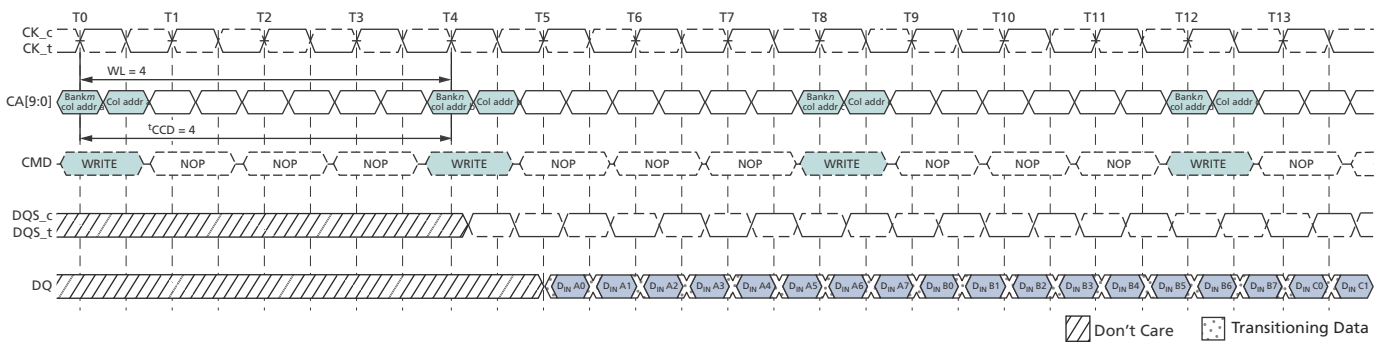 T0 T1 T2 T3 T4 T5 T6 T7 T8 T9 T10 T11 T12 T13
CK_c
CK_t
WL = 4
CA[9:0]
Bankm col addr a
Col addr a
Bankn col addr b
Col addr b
Bankn col addr c
Col addr c
Bankn col addr d
Col addr
tCCD = 4
CMD
WRITE NOP NOP NOP WRITE NOP NOP NOP WRITE NOP NOP NOP WRITE NOP
DQS_c
DQS_t
DQ
DIN A0 DIN A1 DIN A2 DIN A3 DIN A4 DIN A5 DIN A6 DIN A7 DIN B0 DIN B1 DIN B2 DIN B3 DIN B4 DIN B5 DIN B6 DIN B7 DIN C0 DIN C1
Don't Care
Transitioning Data